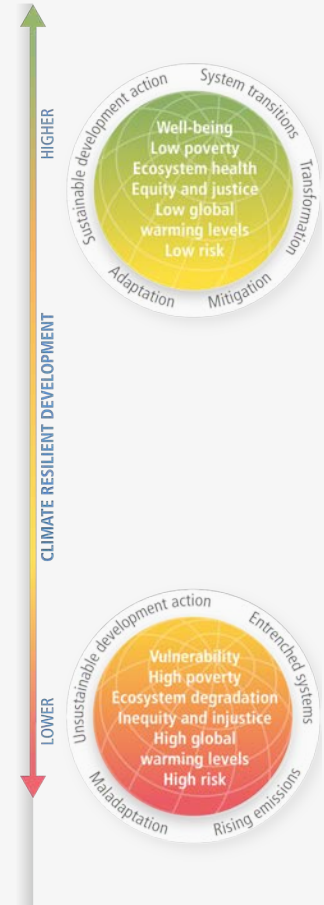 HIGHER
CLIMATE RESILIENT DEVELOPMENT
LOWER
Sustainable development action
System transitions
Transformation
Mitigation
Adaptation
Well-being
Low poverty
Ecosystem health
Equity and justice
Low global
warming levels
Low risk
Unsustainable development action
Entrenched systems
Rising emissions
Maladaptation
Vulnerability
High poverty
Ecosystem degradation
Inequity and injustice
High global
warming levels
High risk